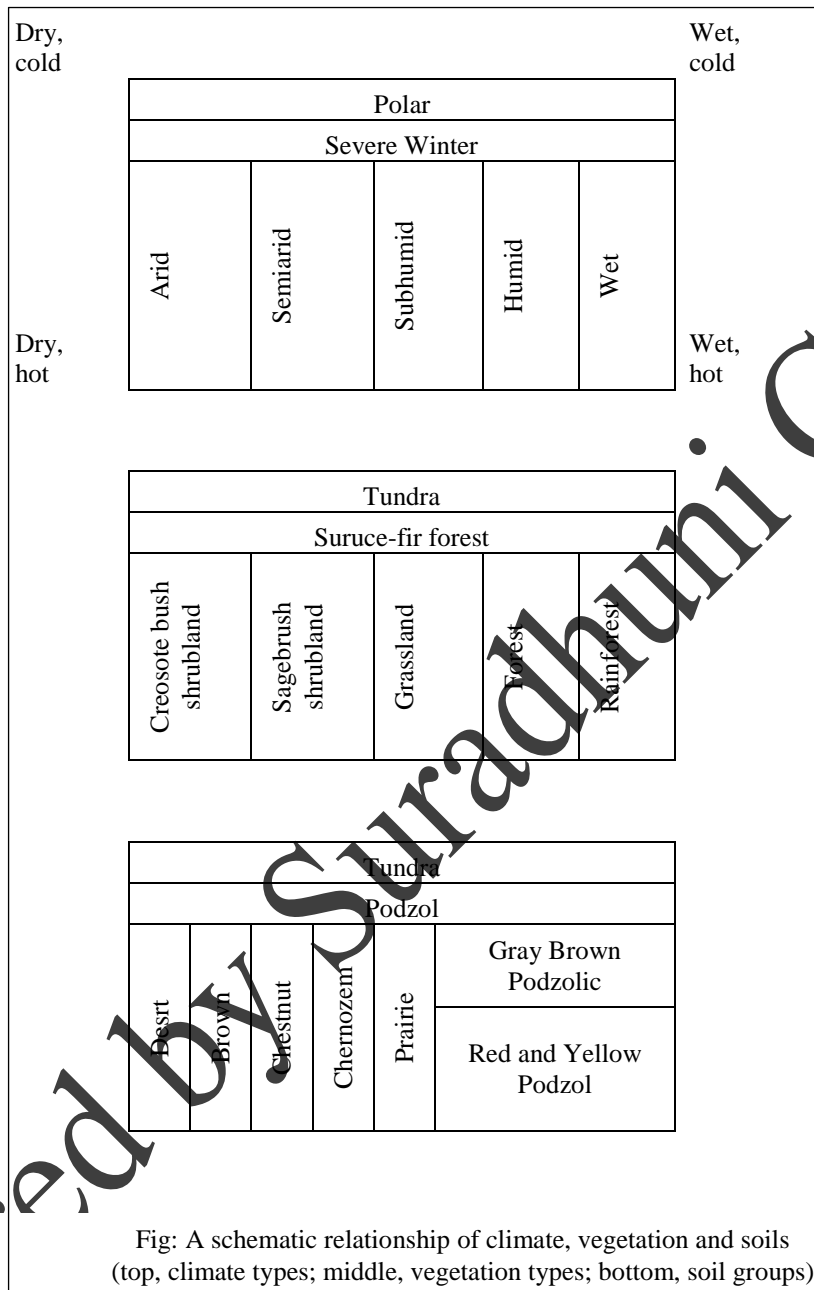 Dry,
cold
Wet,
cold
Polar
Severe Winter
Arid
Semiarid
Subhumid
Humid
Wet
Dry,
hot
Wet,
hot
Tundra
Suruce-fir forest
Creosote bush
shrubland
Sagebrush
shrubland
Grassland
Forest
Rainforest
Tundra
Podzol
Desrt
Brown
Chestnut
Chernozem
Prairie
Gray Brown
Podzolic
Red and Yellow
Podzol
ed by Suradhuni
Fig: A schematic relationship of climate, vegetation and soils
(top, climate types; middle, vegetation types; bottom, soil groups)